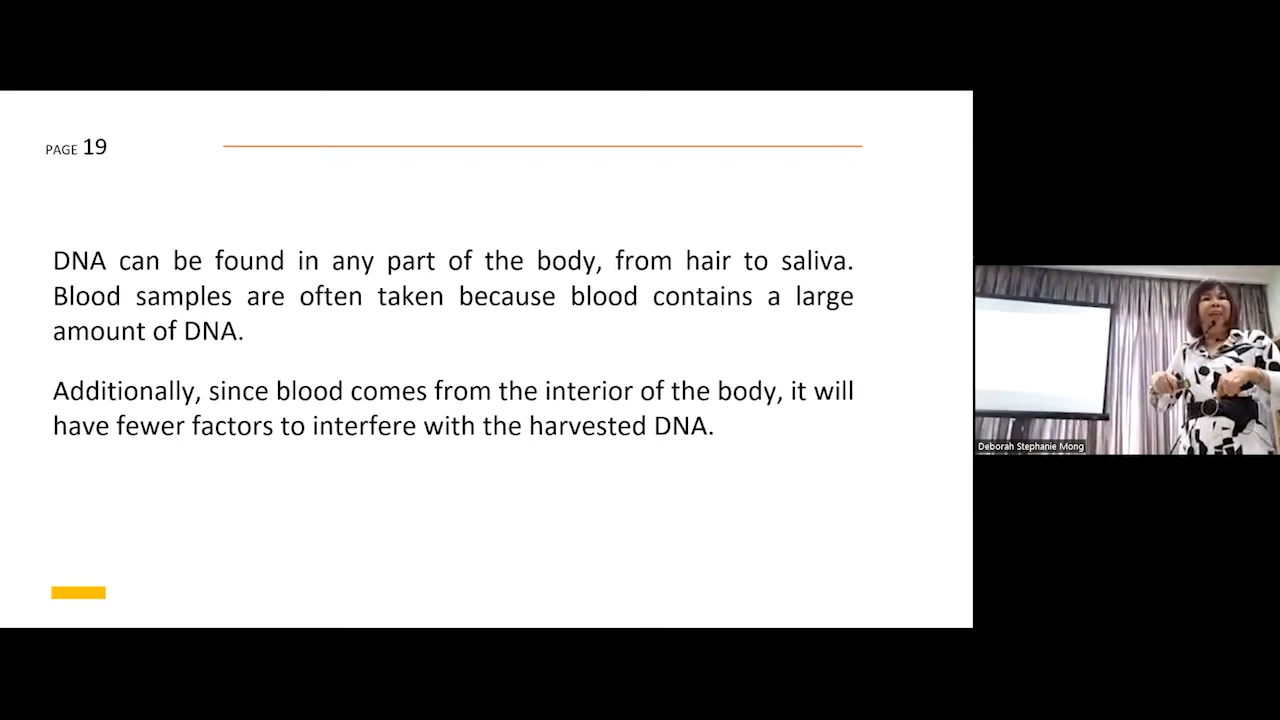 PAGE 19
DNA can be found in any part of the body, from hair to saliva.
Blood samples are often taken because blood contains a large
amount of DNA.
Additionally, since blood comes from the interior of the body, it will
have fewer factors to interfere with the harvested DNA.
Deborah Stephanie Mong